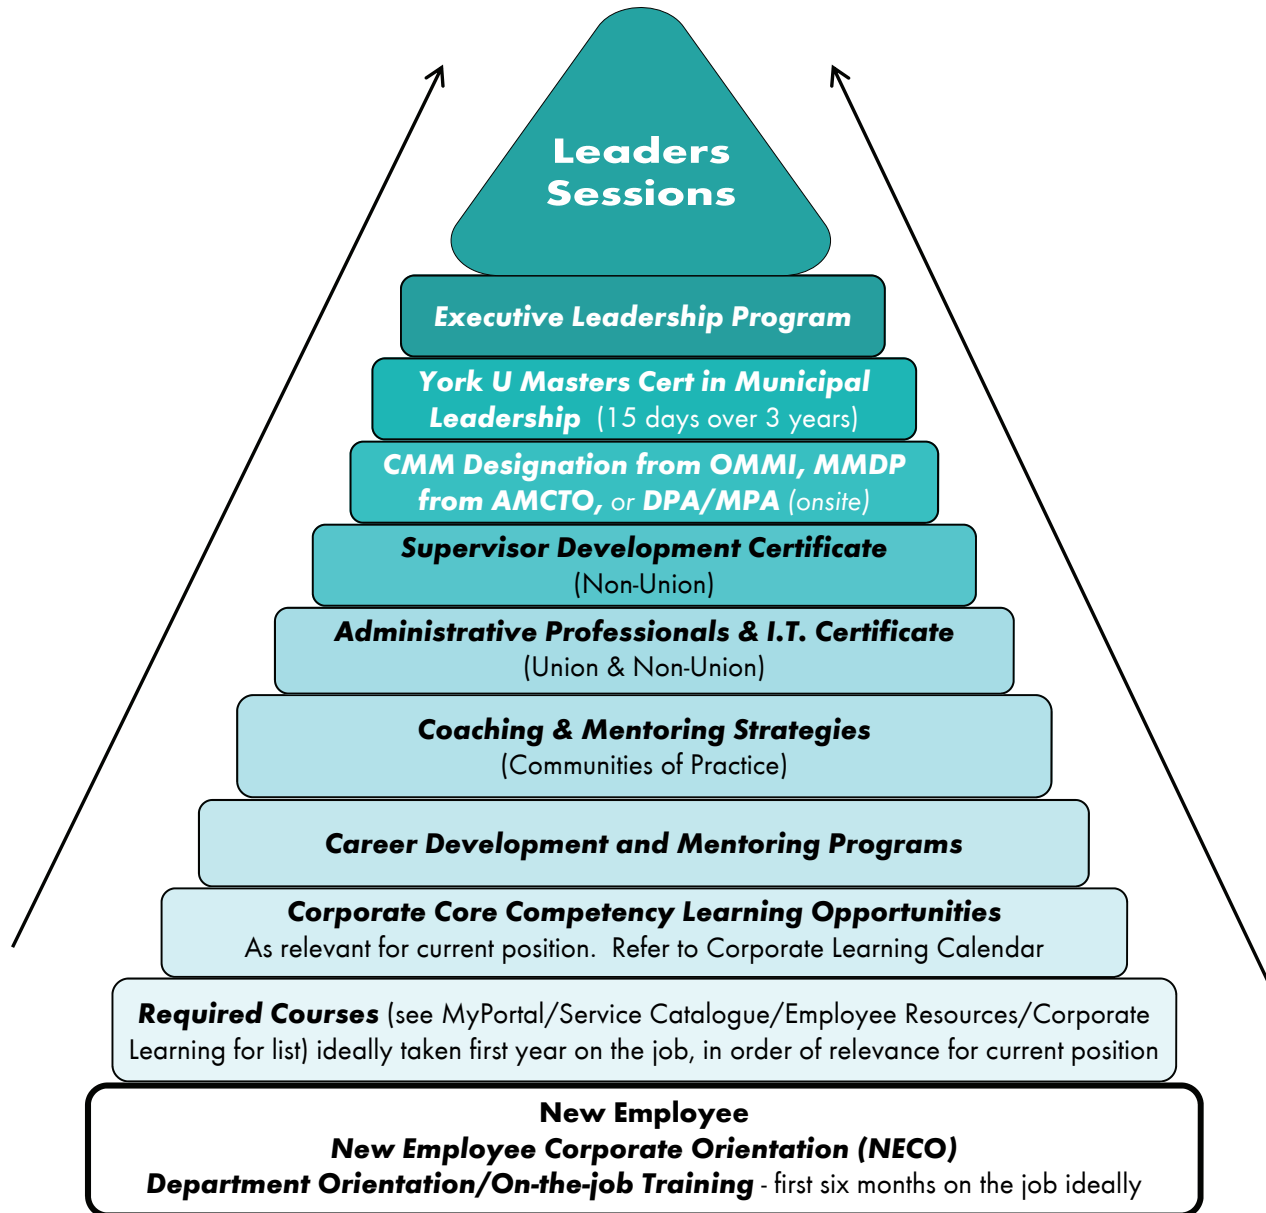 Leaders
Sessions
Executive Leadership Program
York U Masters Cert in Municipal
Leadership (15 days over 3 years)
CMM Designation from OMMI, MMDP
from AMCTO, or DPA/MPA (onsite)
Supervisor Development Certificate
(Non-Union)
Administrative Professionals & I.T. Certificate
(Union & Non-Union)
Coaching & Mentoring Strategies
(Communities of Practice)
Career Development and Mentoring Programs
Corporate Core Competency Learning Opportunities
As relevant for current position. Refer to Corporate Learning Calendar
Required Courses (see MyPortal/Service Catalogue/Employee Resources/Corporate
Learning for list) ideally taken first year on the job, in order of relevance for current position
New Employee
New Employee Corporate Orientation (NECO)
Department Orientation/On-the-job Training - first six months on the job ideally